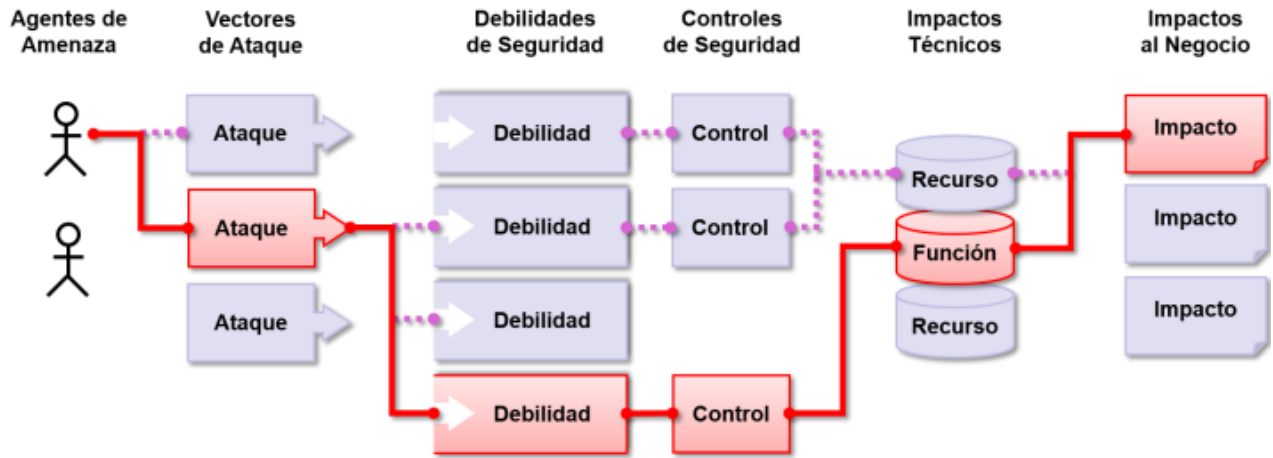 Agentes de
Amenaza
Vectores
de Ataque
Debilidades
de Seguridad
Controles
de Seguridad
Impactos
Técnicos
Impactos
al Negocio
Ataque
Debilidad
Control
Impacto
Recurso
Ataque
Debilidad
Control
Impacto
Función
Ataque
Debilidad
Recurso
Impacto
Debilidad
Control